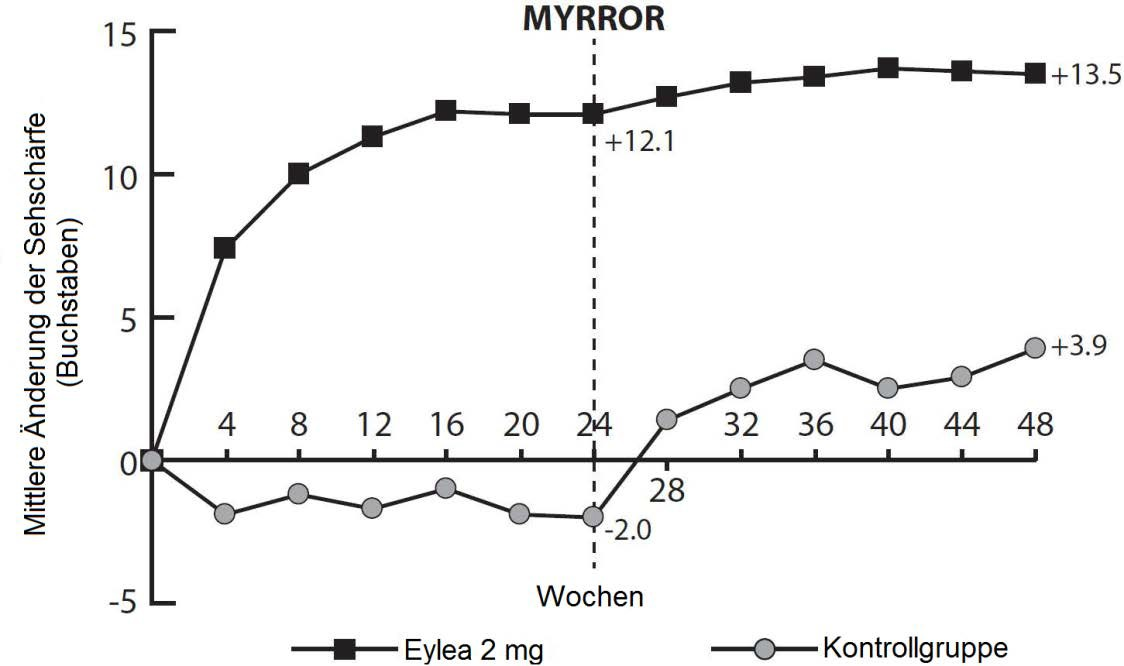 MYRROR
Mittlere Änderung der Sehschärfe
(Buchstaben)
15
10
5
0
-5
+13.5
+12.1
+3.9
4 8 12 16 20 24 32 36 40 44 48
28
-2.0
Wochen
Eylea 2 mg Kontrollgruppe